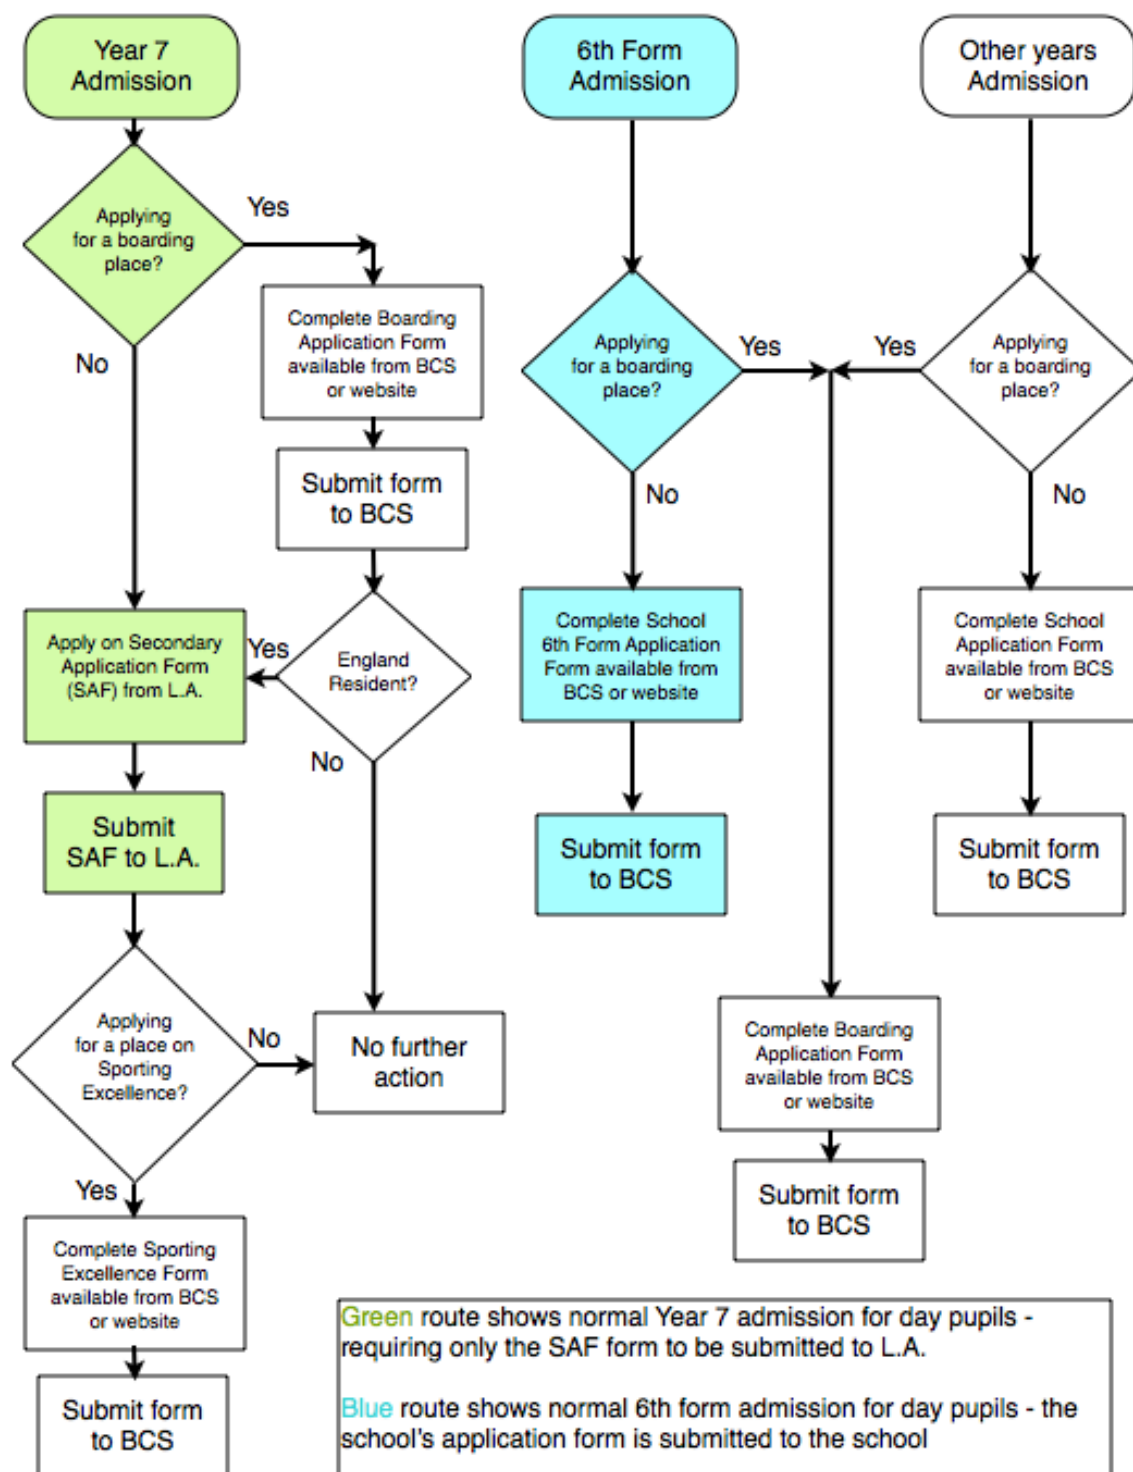 Year 7
Admission
Applying
for a boarding
place?
Yes
No
Complete Boarding
Application Form
available from BCS
or website
Submit form
to BCS
England
Resident?
Yes
No
Apply on Secondary
Application Form
(SAF) from L.A.
Submit
SAF to L.A.
Applying
for a place on
Sporting
Excellence?
No
No further
action
Yes
Complete Sporting
Excellence Form
available from BCS
or website
Submit form
to BCS
6th Form
Admission
Applying
for a boarding
place?
Yes
No
Complete School
6th Form Application
Form available from
BCS or website
Submit form
to BCS
Other years
Admission
Applying
for a boarding
place?
Yes
No
Complete School
Application Form
available from BCS
or website
Submit form
to BCS
Complete Boarding
Application Form
available from BCS
or website
Submit form
to BCS
Green route shows normal Year 7 admission for day pupils -
requiring only the SAF form to be submitted to L.A.
Blue route shows normal 6th form admission for day pupils - the
school's application form is submitted to the school